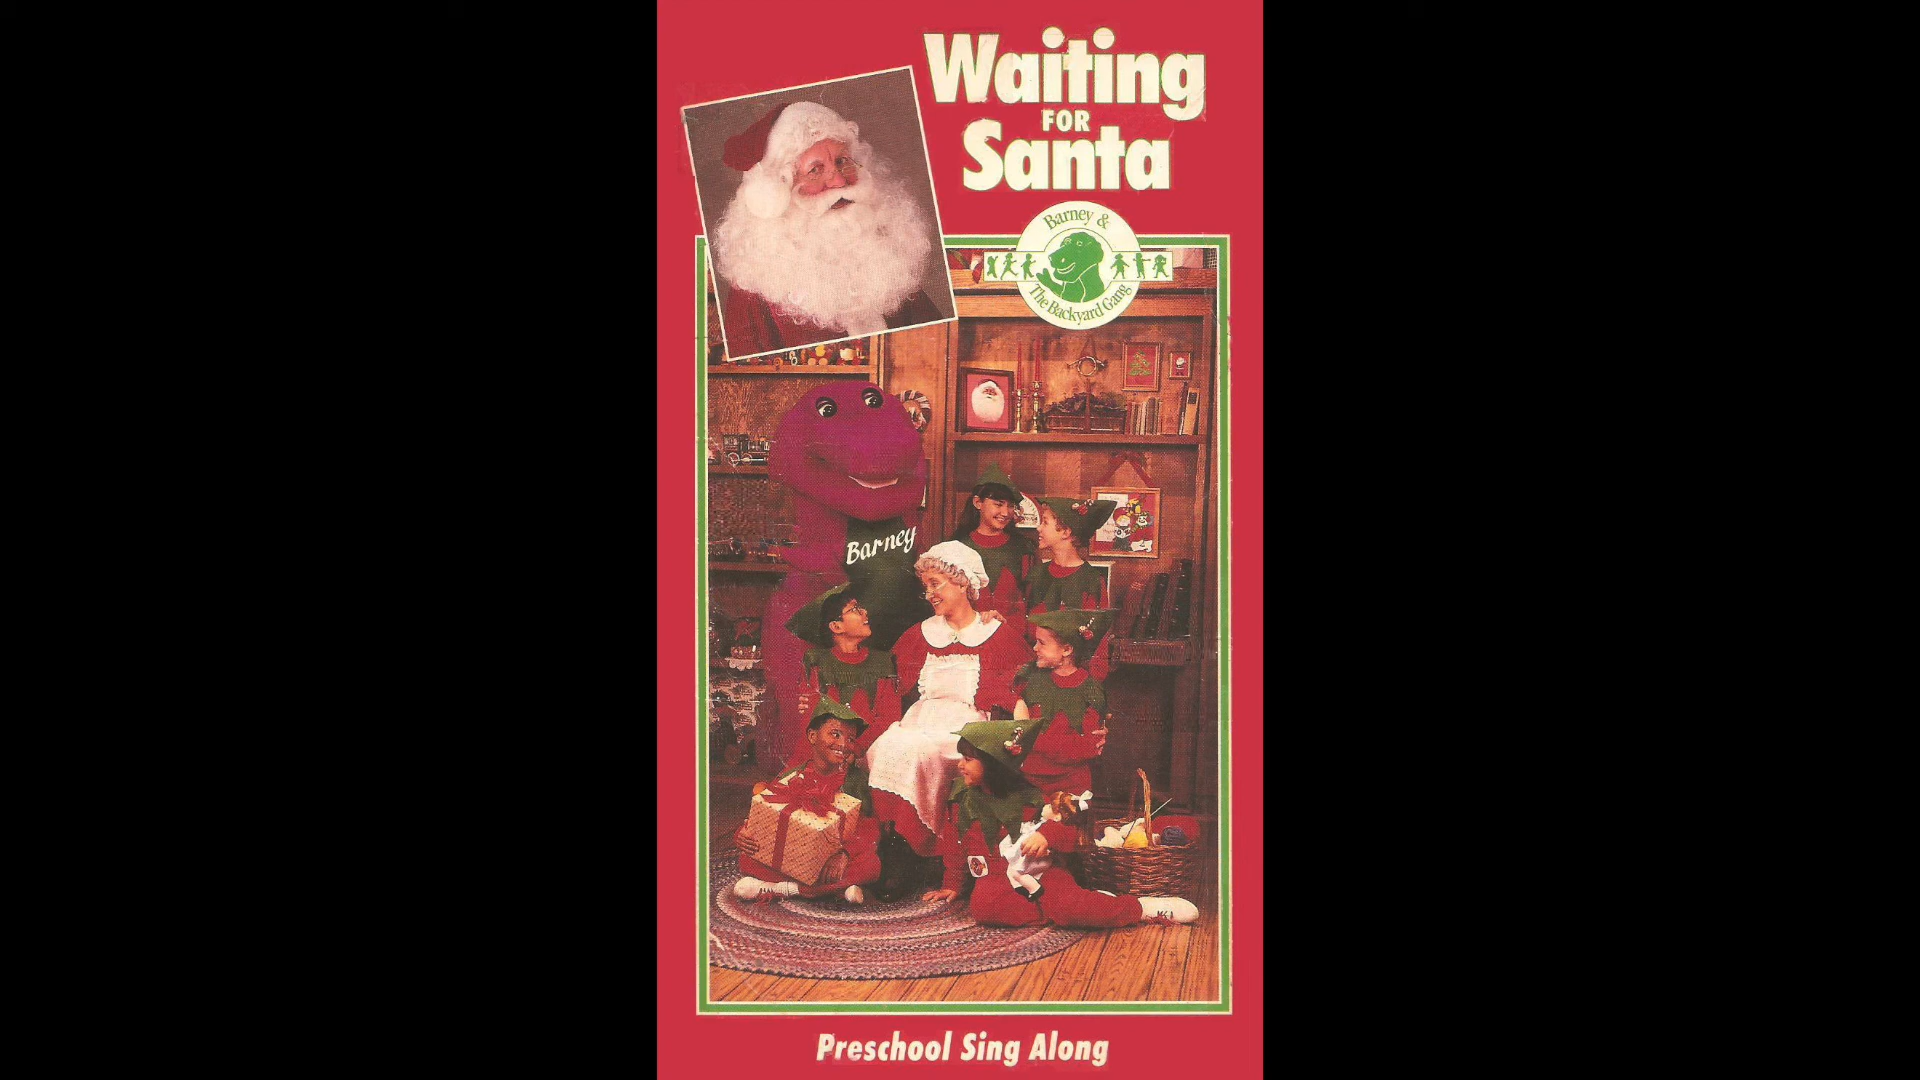 Waiting
FOR
Santa
Barney &
The Backyard Gang
Barney
Preschool Sing Along